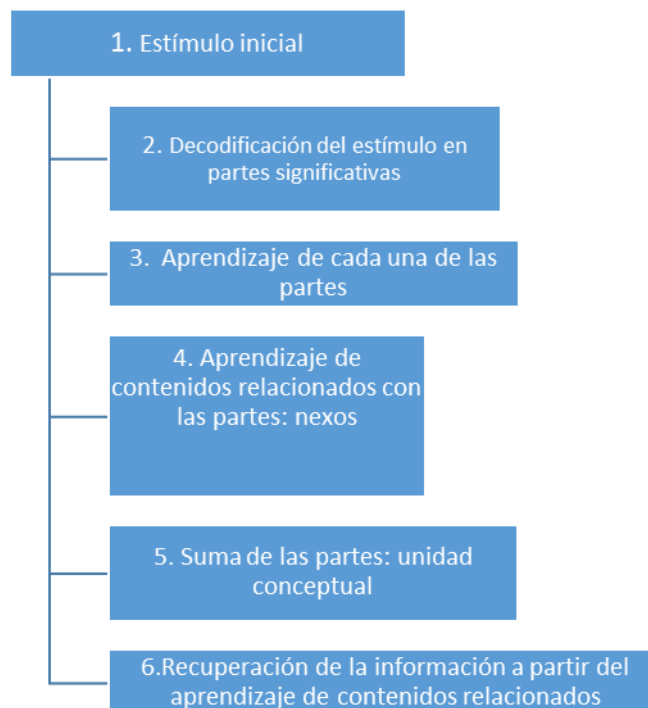 1. Estímulo inicial
2. Decodificación del estímulo en
partes significativas
3. Aprendizaje de cada una de las
partes
4. Aprendizaje de
contenidos relacionados con
las partes: nexos
5. Suma de las partes: unidad
conceptual
6.Recuperación de la información a partir del
aprendizaje de contenidos relacionados